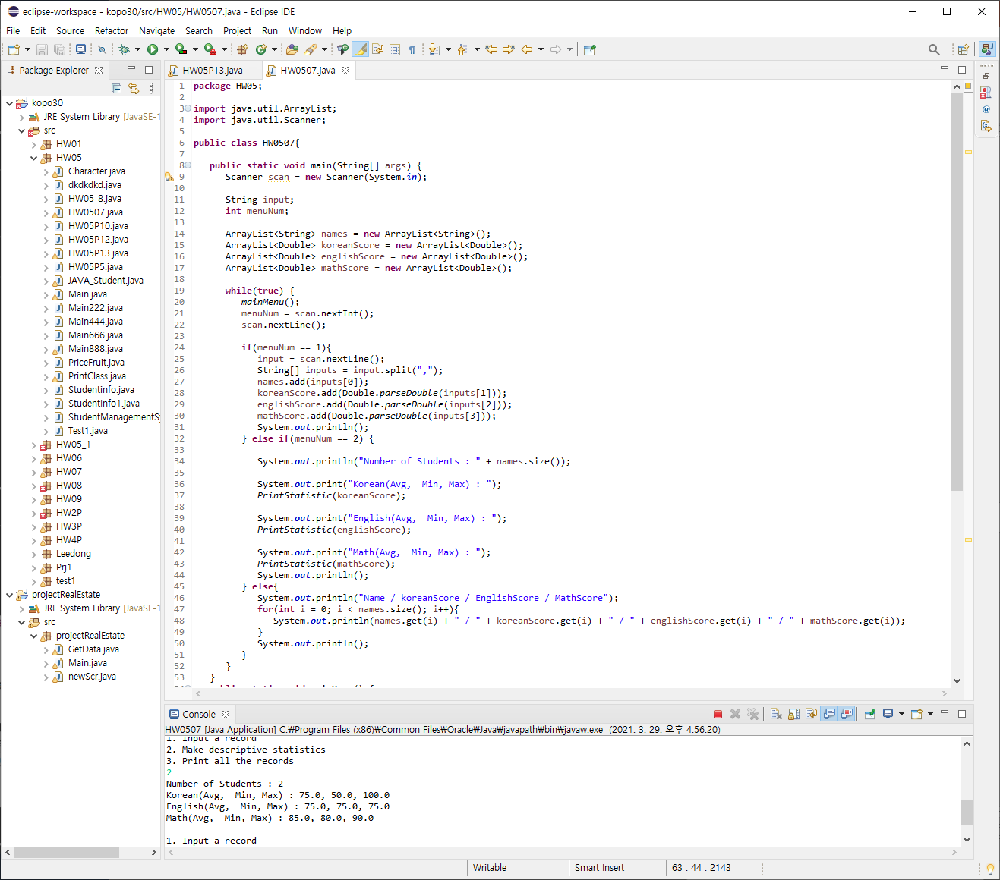 eclipse-workspace - kopo30/src/HW05/HW0507.java - Eclipse IDE
File Edit Source Refactor Navigate Search Project Run Window Help
Package Explorer
kopo30
JRE System Library [JavaSE-1
src
HW01
HW05
Character.java
dkdkdkd.java
HW05_8.java
HW0507.java
HW05P10.java
HW05P12.java
HW05P13.java
HW05P5.java
JAVA_Student.java
Main.java
Main222.java
Main444.java
Main666.java
Main888.java
PriceFruit.java
PrintClass.java
Studentinfo.java
StudentInfo1.java
StudentManagementS
Test1.java
HW05_1
HW06
HW07
HW08
HW09
HW2P
HW3P
HW4P
Leedong
Prj1
test1
projectRealEstate
JRE System Library [JavaSE-1
src
projectRealEstate
GetData.java
Main.java
newScr.java
HW05P13.java HW0507.java
1 package HW05;
2
3 import java.util.ArrayList;
4 import java.util.Scanner;
5
6 public class HW0507{
7
8 public static void main(String[] args) {
9 Scanner scan = new Scanner(System.in);
10
11 String input;
12 int menuNum;
13
14 ArrayList<String> names = new ArrayList<String>();
15 ArrayList<Double> koreanScore = new ArrayList<Double>();
16 ArrayList<Double> englishScore = new ArrayList<Double>();
17 ArrayList<Double> mathScore = new ArrayList<Double>();
18
19 while(true) {
20 mainMenu();
21 menuNum = scan.nextInt();
22 scan.nextLine();
23
24 if(menuNum == 1){
25 input = scan.nextLine();
26 String[] inputs = input.split(",");
27 names.add(inputs[0]);
28 koreanScore.add(Double.parseDouble(inputs[1]));
29 englishScore.add(Double.parseDouble(inputs[2]));
30 mathScore.add(Double.parseDouble(inputs[3]));
31 System.out.println();
32 } else if(menuNum == 2) {
33
34 System.out.println("Number of Students : " + names.size());
35
36 System.out.print("Korean(Avg,  Min, Max) : ");
37 PrintStatistic(koreanScore);
38
39 System.out.print("English(Avg,  Min, Max) : ");
40 PrintStatistic(englishScore);
41
42 System.out.print("Math(Avg,  Min, Max) : ");
43 PrintStatistic(mathScore);
44 System.out.println();
45 } else{
46 System.out.println("Name / koreanScore / EnglishScore / MathScore");
47 for(int i = 0; i < names.size(); i++){
48 System.out.println(names.get(i) + " / " + koreanScore.get(i) + " / " + englishScore.get(i) + " / " + mathScore.get(i));
49 }
50 System.out.println();
51 }
52 }
53 }
Console
HW0507 [Java Application] C:₩Program Files (x86)₩Common Files₩Oracle₩Java₩javapath₩bin₩javaw.exe (2021. 3. 29. 오후 4:56:20)
1. Input a record
2. Make descriptive statistics
3. Print all the records
2
Number of Students : 2
Korean(Avg,  Min, Max) : 75.0, 50.0, 100.0
English(Avg,  Min, Max) : 75.0, 75.0, 75.0
Math(Avg,  Min, Max) : 85.0, 80.0, 90.0
1. Input a record
Writable Smart Insert 63 : 44 : 2143